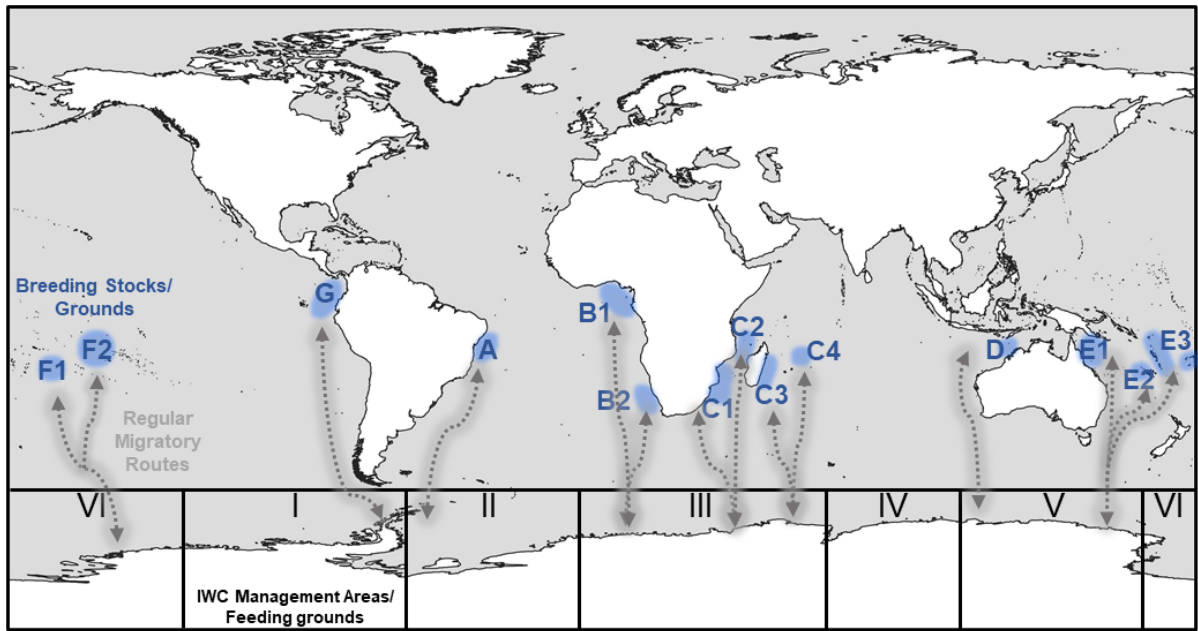 Breeding Stocks/
Grounds
G
F1
F2
A
B1
B2
C1
C2
C3
C4
D
E1
E2
E3
Regular
Migratory
Routes
VI
I
II
III
IV
V
VI
IWC Management Areas/
Feeding grounds